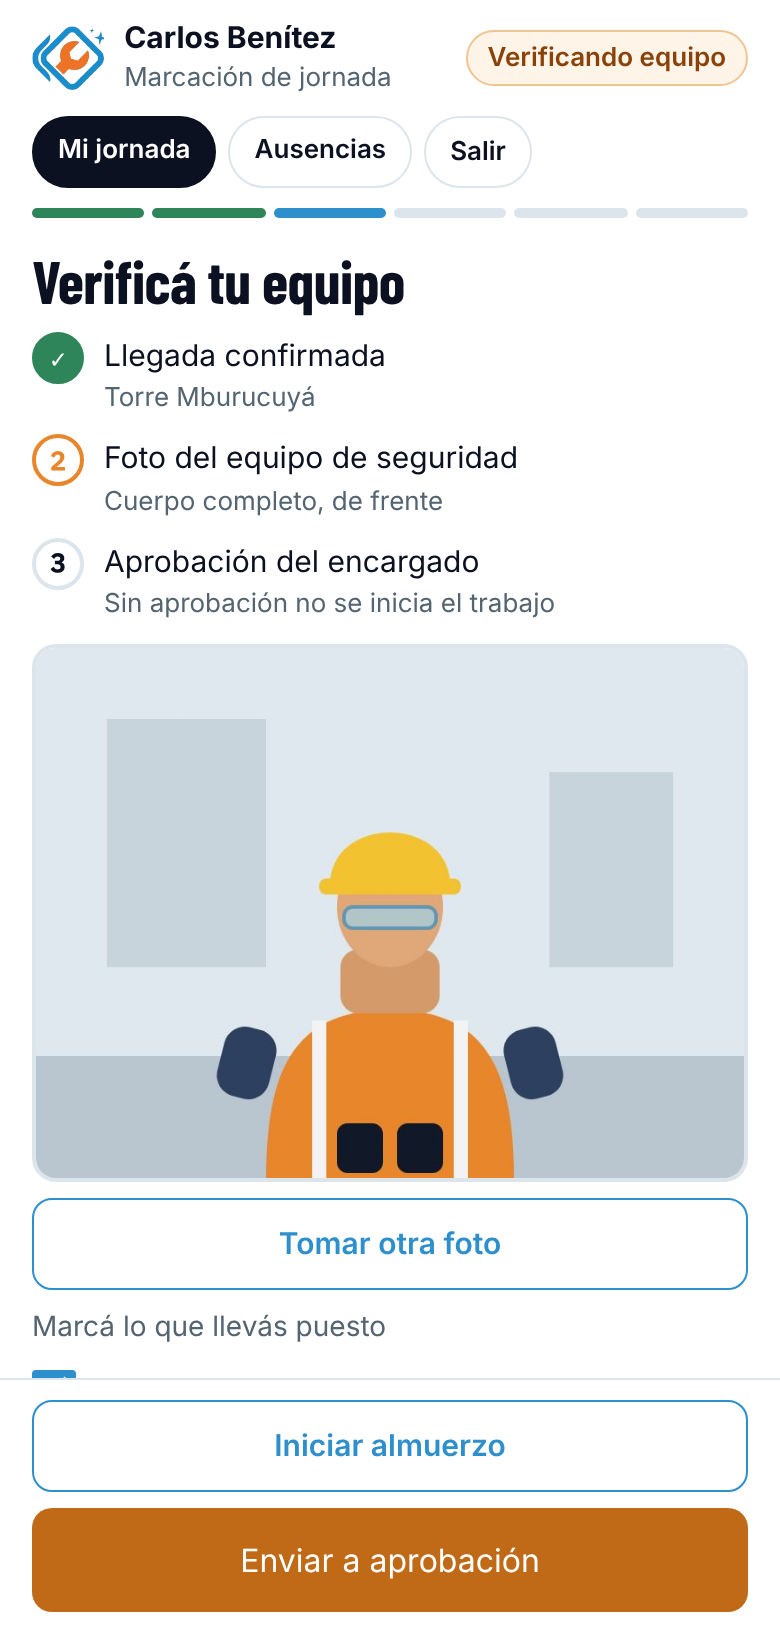 Carlos Benítez
Marcación de jornada
Verificando equipo
Mi jornada
Ausencias
Salir
Verificá tu equipo
✓
Llegada confirmada
Torre Mburucuyá
2
Foto del equipo de seguridad
Cuerpo completo, de frente
3
Aprobación del encargado
Sin aprobación no se inicia el trabajo
Tomar otra foto
Marcá lo que llevás puesto
Iniciar almuerzo
Enviar a aprobación